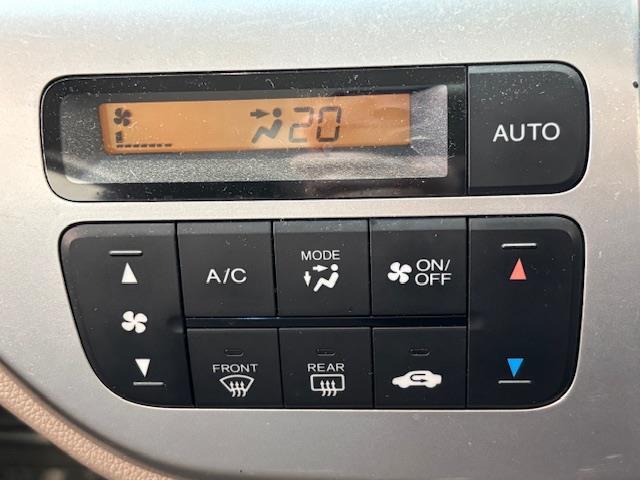 20
AUTO
A/C
MODE
ON/
OFF
FRONT
REAR